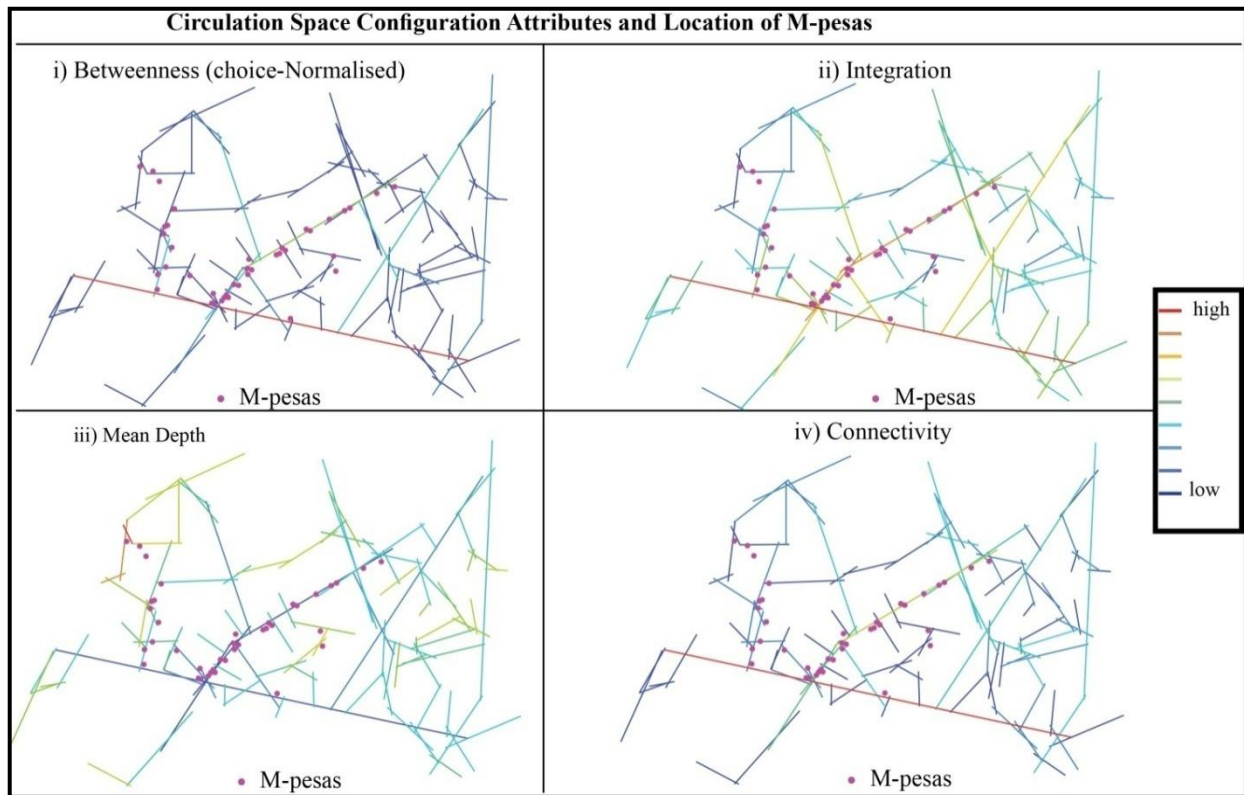 Circulation Space Configuration Attributes and Location of M-pesas
i) Betweenness (choice-Normalised)
ii) Integration
M-pesas
M-pesas
high
low
iii) Mean Depth
iv) Connectivity
M-pesas
M-pesas